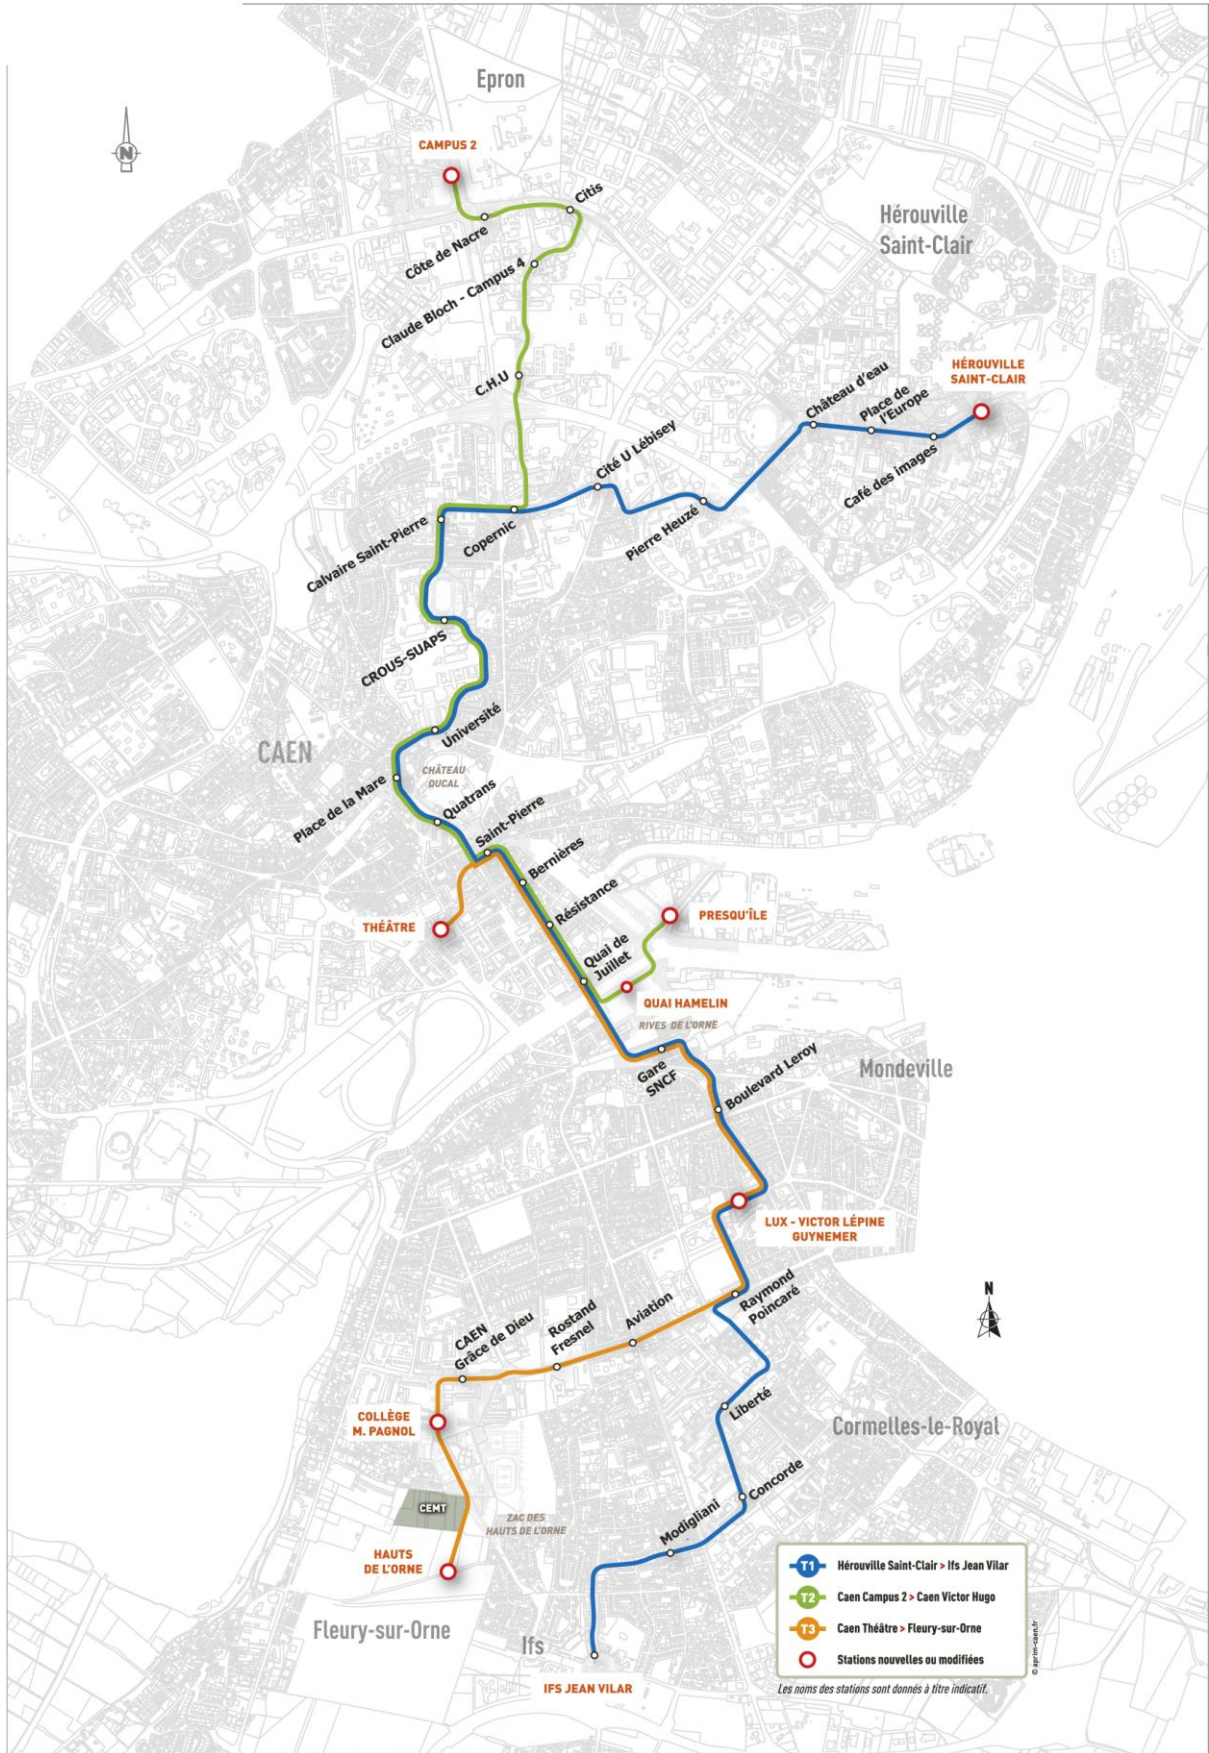 Epron
N
CAMPUS 2
Citis
Côte de Nacre
Hérouville
Saint-Clair
Claude Bloch - Campus 4
C.H.U
HÉROUVILLE
SAINT-CLAIR
Château d'eau
Place de
l'Europe
Café des images
Cité U Lébisey
Pierre Heuzé
Copernic
Calvaire Saint-Pierre
CROUS-SUAPS
Université
CAEN
CHÂTEAU
DUCAL
Place de la Mare
Quatrans
Saint-Pierre
Bernières
Résistance
THÉÂTRE
PRESQU'ÎLE
Quai de
Juillet
QUAI HAMELIN
RIVES DE L'ORNE
Gare
SNCF
Boulevard Leroy
Mondeville
LUX - VICTOR LÉPINE
GUYNEMER
Raymond
Poincaré
N
Aviation
Rostand
Fresnel
CAEN
Grâce de Dieu
COLLÈGE
M. PAGNOL
Liberté
Cormelles-le-Royal
Concorde
CEMT
ZAC DES
HAUTS DE L'ORNE
Modigliani
HAUTS
DE L'ORNE
Fleury-sur-Orne
Ifs
IFS JEAN VILAR
T1 Hérouville Saint-Clair > Ifs Jean Vilar
T2 Caen Campus 2 > Caen Victor Hugo
T3 Caen Théâtre > Fleury-sur-Orne
Stations nouvelles ou modifiées
© aprim-caen.fr
Les noms des stations sont donnés à titre indicatif.